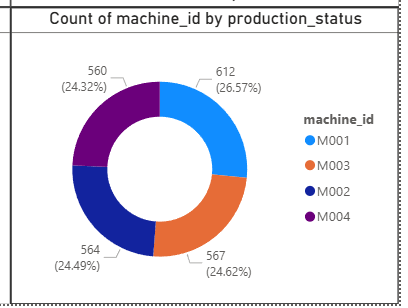 Count of machine_id by production_status
560
(24.32%)
612
(26.57%)
machine_id
M001
M003
M002
M004
564
(24.49%)
567
(24.62%)